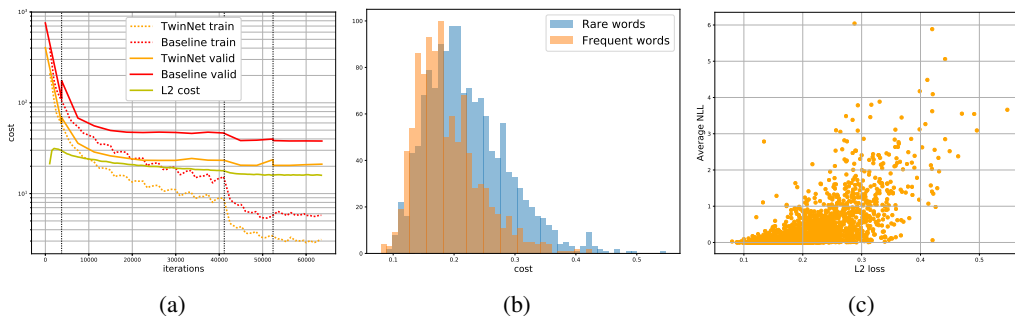 TwinNet train
Baseline train
TwinNet valid
Baseline valid
L2 cost
10³
10²
10¹
cost
0 10000 20000 30000 40000 50000 60000
iterations
(a)
Rare words
Frequent words
100
80
60
40
20
0
0.1 0.2 0.3 0.4 0.5
cost
(b)
6
5
4
3
2
1
0
Average NLL
0.1 0.2 0.3 0.4 0.5
L2 loss
(c)